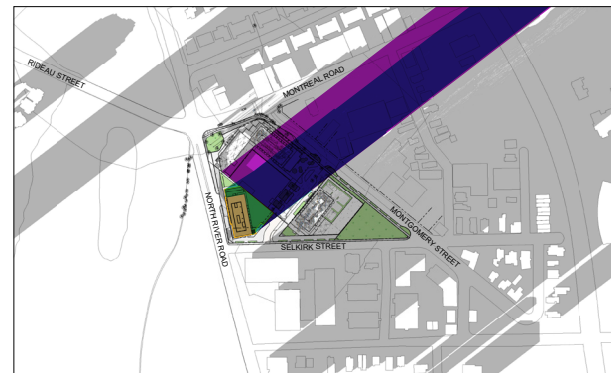 RIDEAU STREET
MONTREAL ROAD
NORTH RIVER ROAD
MONTGOMERY STREET
SELKIRK STREET